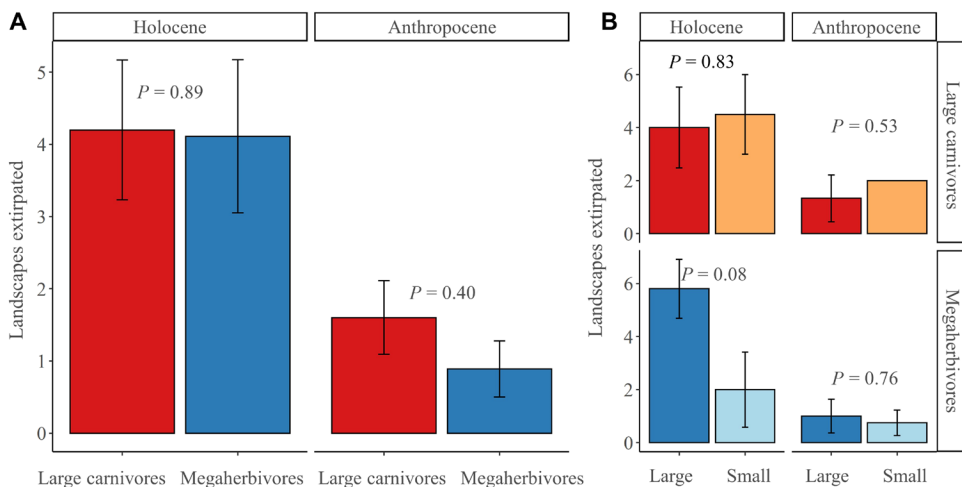 A
Holocene
Anthropocene
Landscapes extirpated
5
4
3
2
1
0
P = 0.89
P = 0.40
Large carnivores
Megaherbivores
Large carnivores
Megaherbivores
B
Holocene
Anthropocene
Landscapes extirpated
6
4
2
0
P = 0.83
P = 0.53
Large carnivores
6
4
2
0
P = 0.08
P = 0.76
Megaherbivores
Large
Small
Large
Small